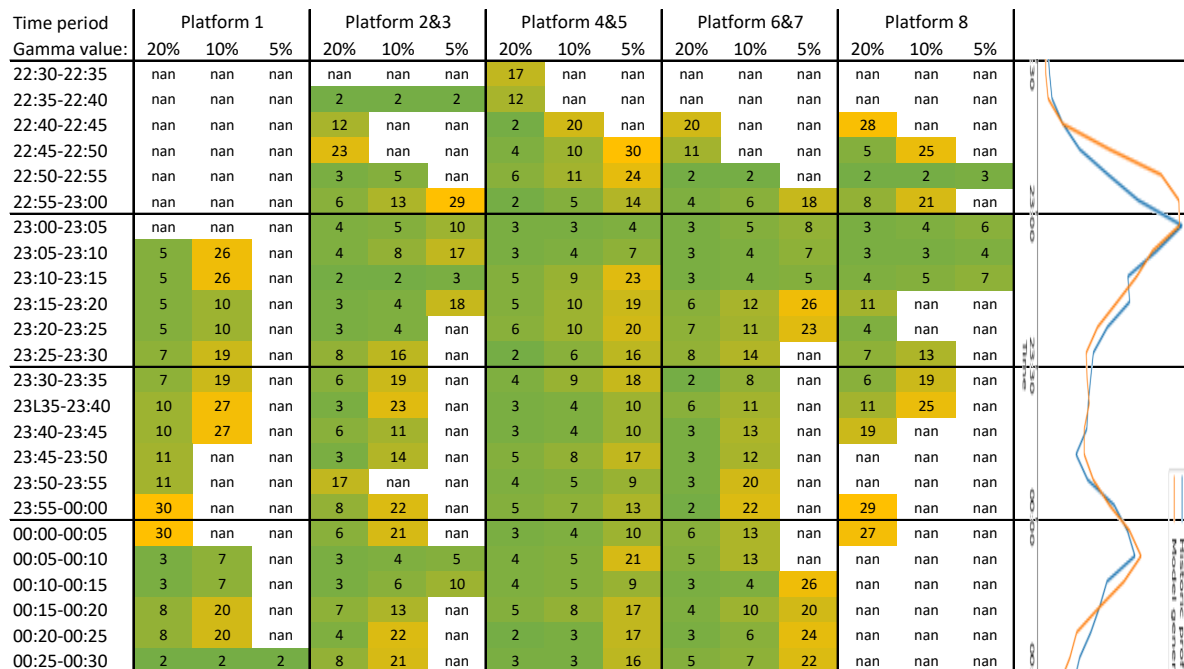 Time period Platform 1 Platform 2&3 Platform 4&5 Platform 6&7 Platform 8
Gamma value: 20% 10% 5% 20% 10% 5% 20% 10% 5% 20% 10% 5% 20% 10% 5%
22:30-22:35 nan nan nan nan nan nan 17 nan nan nan nan nan nan nan nan
22:35-22:40 nan nan nan 2 2 2 12 nan nan nan nan nan nan nan nan
22:40-22:45 nan nan nan 12 nan nan 2 20 nan 20 nan nan 28 nan nan
22:45-22:50 nan nan nan 23 nan nan 4 10 30 11 nan nan 5 25 nan
22:50-22:55 nan nan nan 3 5 nan 6 11 24 2 2 nan 2 2 3
22:55-23:00 nan nan nan 6 13 29 2 5 14 4 6 18 8 21 nan
23:00-23:05 nan nan nan 4 5 10 3 3 4 3 5 8 3 4 6
23:05-23:10 5 26 nan 4 8 17 3 4 7 3 4 7 3 3 4
23:10-23:15 5 26 nan 2 2 3 5 9 23 3 4 5 4 5 7
23:15-23:20 5 10 nan 3 4 18 5 10 19 6 12 26 11 nan nan
23:20-23:25 5 10 nan 3 4 nan 6 10 20 7 11 23 4 nan nan
23:25-23:30 7 19 nan 8 16 nan 2 6 16 8 14 nan 7 13 nan
23:30-23:35 7 19 nan 6 19 nan 4 9 18 2 8 nan 6 19 nan
23L35-23:40 10 27 nan 3 23 nan 3 4 10 6 11 nan 11 25 nan
23:40-23:45 10 27 nan 6 11 nan 3 4 10 3 13 nan 19 nan nan
23:45-23:50 11 nan nan 3 14 nan 5 8 17 3 12 nan nan nan nan
23:50-23:55 11 nan nan 17 nan nan 4 5 9 3 20 nan nan nan nan
23:55-00:00 30 nan nan 8 22 nan 5 7 13 2 22 nan 29 nan nan
00:00-00:05 30 nan nan 6 21 nan 3 4 10 6 13 nan 27 nan nan
00:05-00:10 3 7 nan 3 4 5 4 5 21 5 13 nan nan nan nan
00:10-00:15 3 7 nan 3 6 10 4 5 9 3 4 26 nan nan nan
00:15-00:20 8 20 nan 7 13 nan 5 8 17 4 10 20 nan nan nan
00:20-00:25 8 20 nan 4 22 nan 2 3 17 3 6 24 nan nan nan
00:25-00:30 2 2 2 8 21 nan 3 3 16 5 7 22 nan nan nan
30
23:00
23:30
Time
00:00
00
Model gener